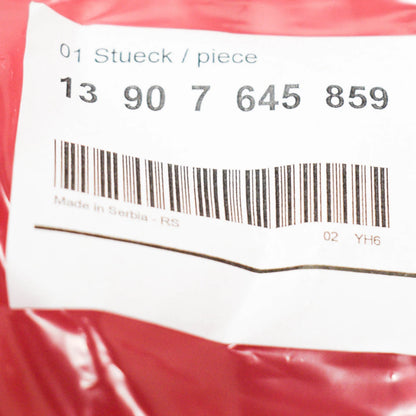 01 Stueck / piece
13 90 7 645 859
Made in Serbia - RS
02 YH6